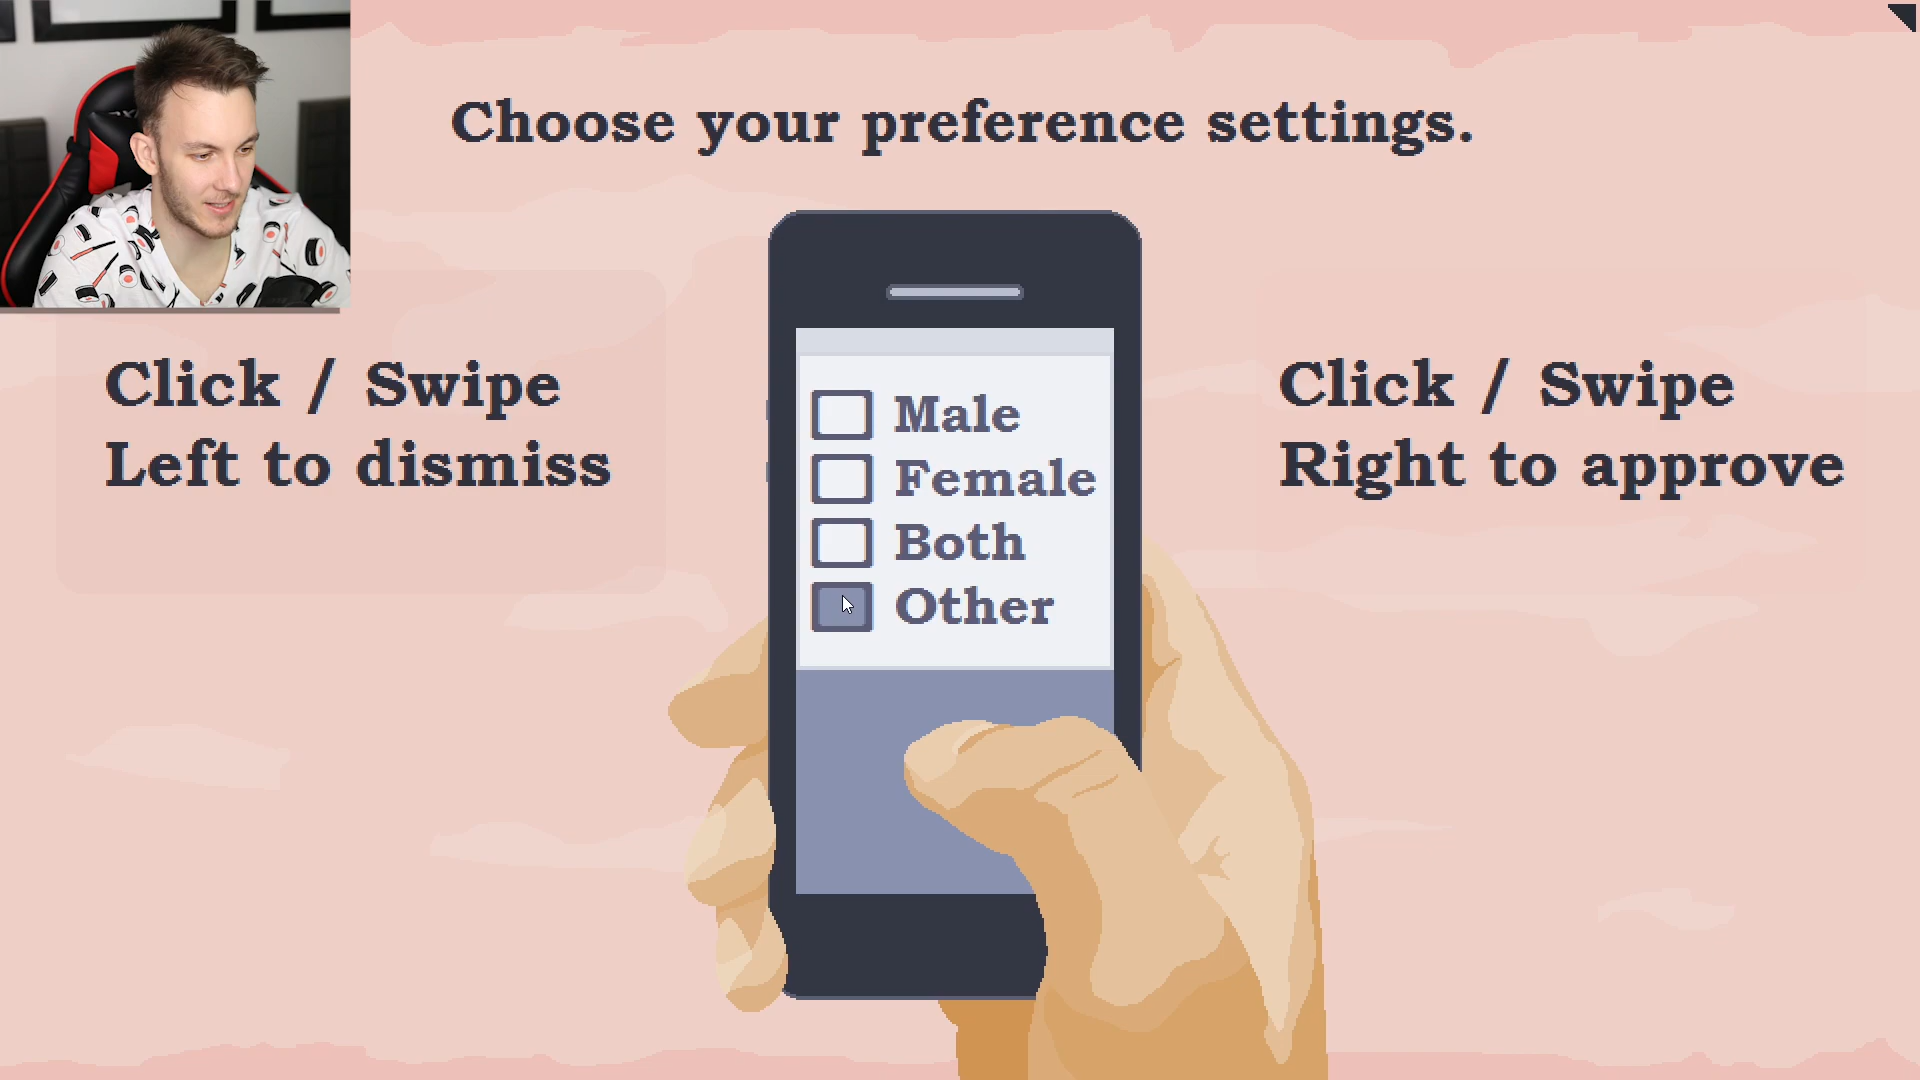 Choose your preference settings.
Click / Swipe
Left to dismiss
Male
Female
Both
Other
Click / Swipe
Right to approve